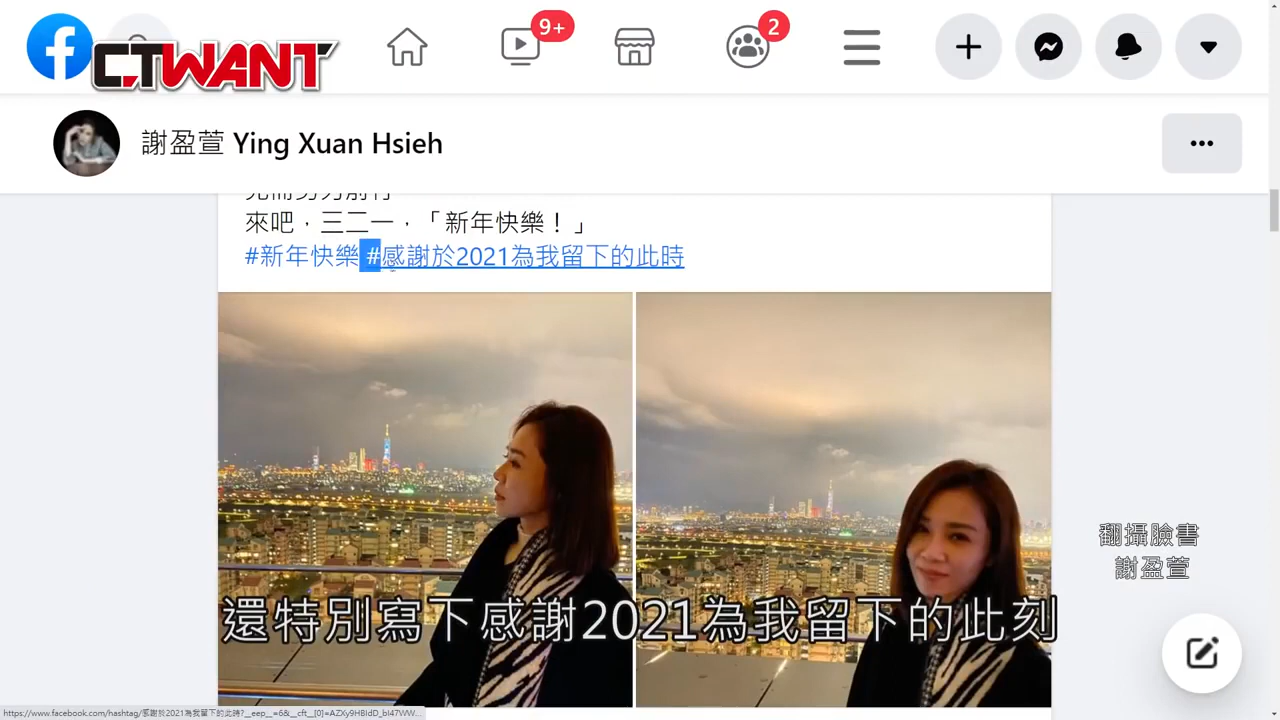 CTWANT
9+
2
謝盈萱 Ying Xuan Hsieh
來吧，三二一，「新年快樂！」
#新年快樂 #感謝於2021為我留下的此時
翻攝臉書
謝盈萱
還特別寫下感謝2021為我留下的此刻